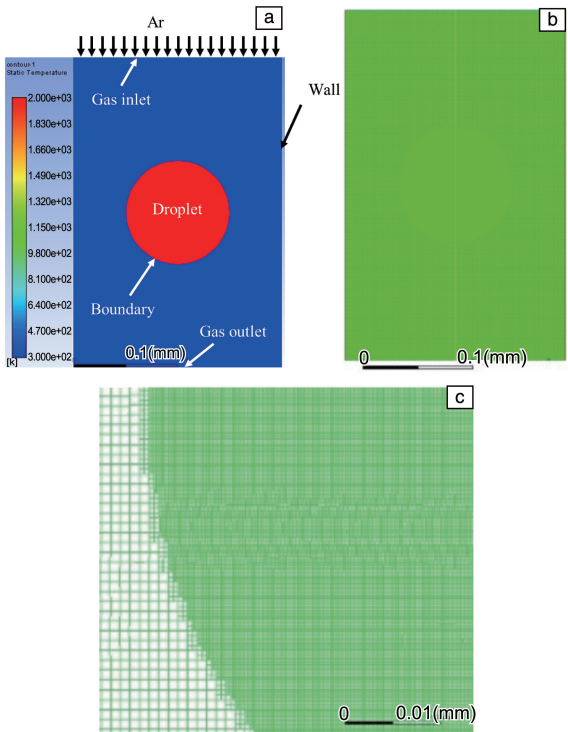 a
Ar
contour-1
Static Temperature
Gas inlet
Wall
2.000e+03
1.830e+03
1.660e+03
1.490e+03
1.320e+03
1.150e+03
9.800e+02
8.100e+02
6.400e+02
4.700e+02
3.000e+02
[k]
Droplet
Boundary
Gas outlet
0.1(mm)
b
0 0.1(mm)
c
0 0.01(mm)